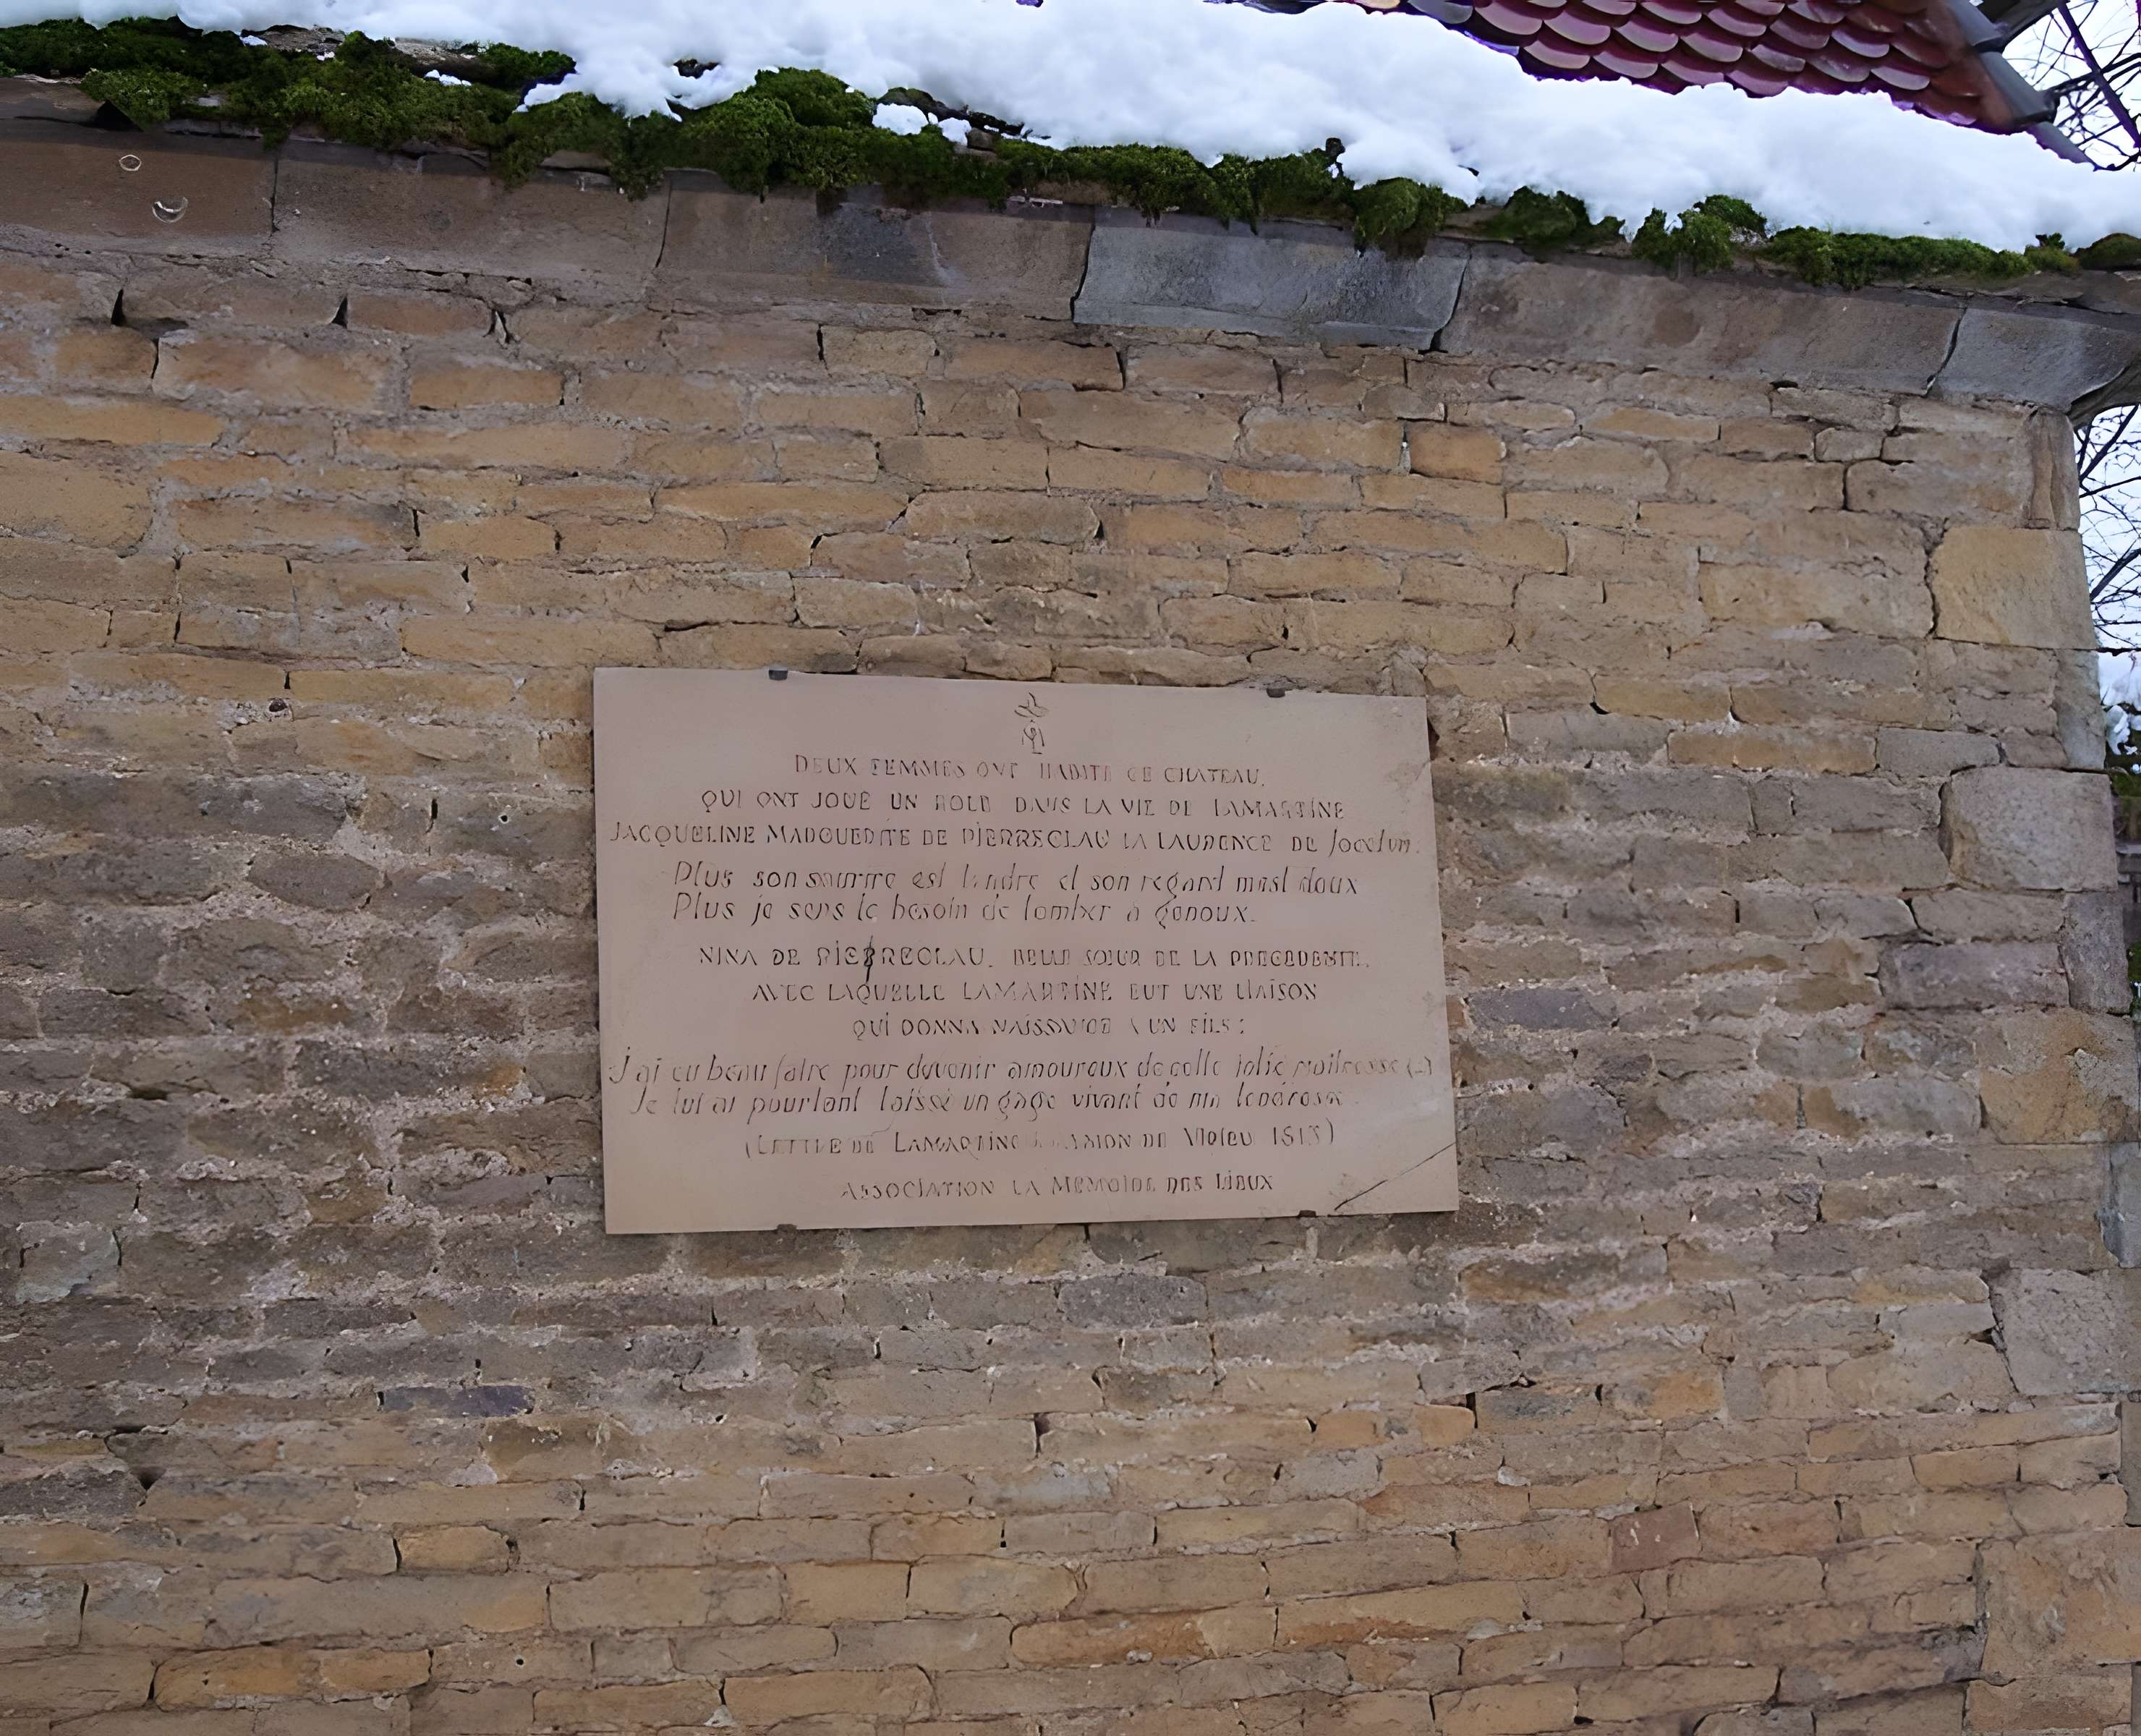 DEUX FEMMES ONT HABITÉ CE CHATEAU,
QUI ONT JOUÉ UN ROLE DANS LA VIE DE LAMARTINE
JACQUELINE MARGUERITE DE PIERRECLAU LA LAURENCE DE Jocelyn.
Plus son sourire est tendre et son regard m'est doux
Plus je sens le besoin de tomber à genoux.
NINA DE PIERRECLAU, BELLE SOEUR DE LA PRECEDENTE,
AVEC LAQUELLE LAMARTINE EUT UNE LIAISON
QUI DONNA NAISSANCE A UN FILS :
J'ai eu beau faire pour devenir amoureux de cette jolie maitresse (...)
Je lui ai pourtant laissé un gage vivant de ma tendresse.
(LETTRE DE LAMARTINE DE 1813)
ASSOCIATION LA MÉMOIRE DES LIEUX